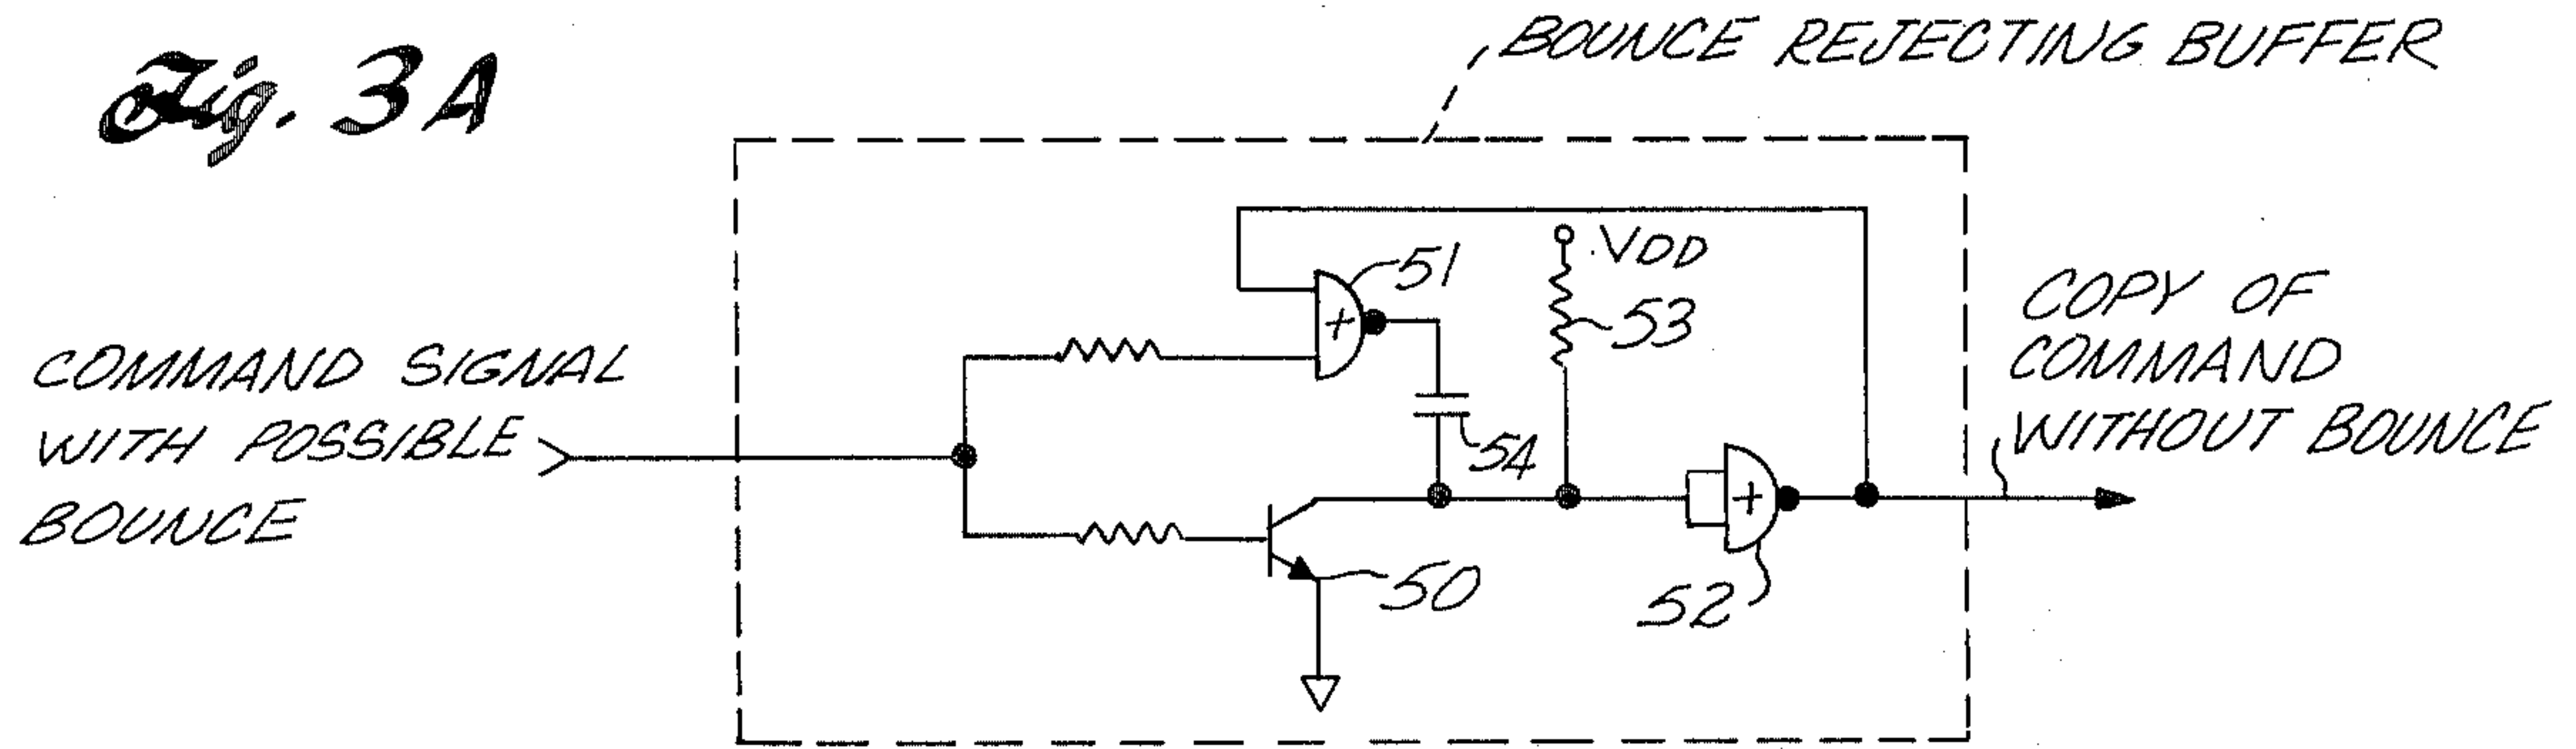 Fig. 3A
BOUNCE REJECTING BUFFER
COMMAND SIGNAL
WITH POSSIBLE
BOUNCE
+
51
VDD
53
54
50
+
52
COPY OF
COMMAND
WITHOUT BOUNCE